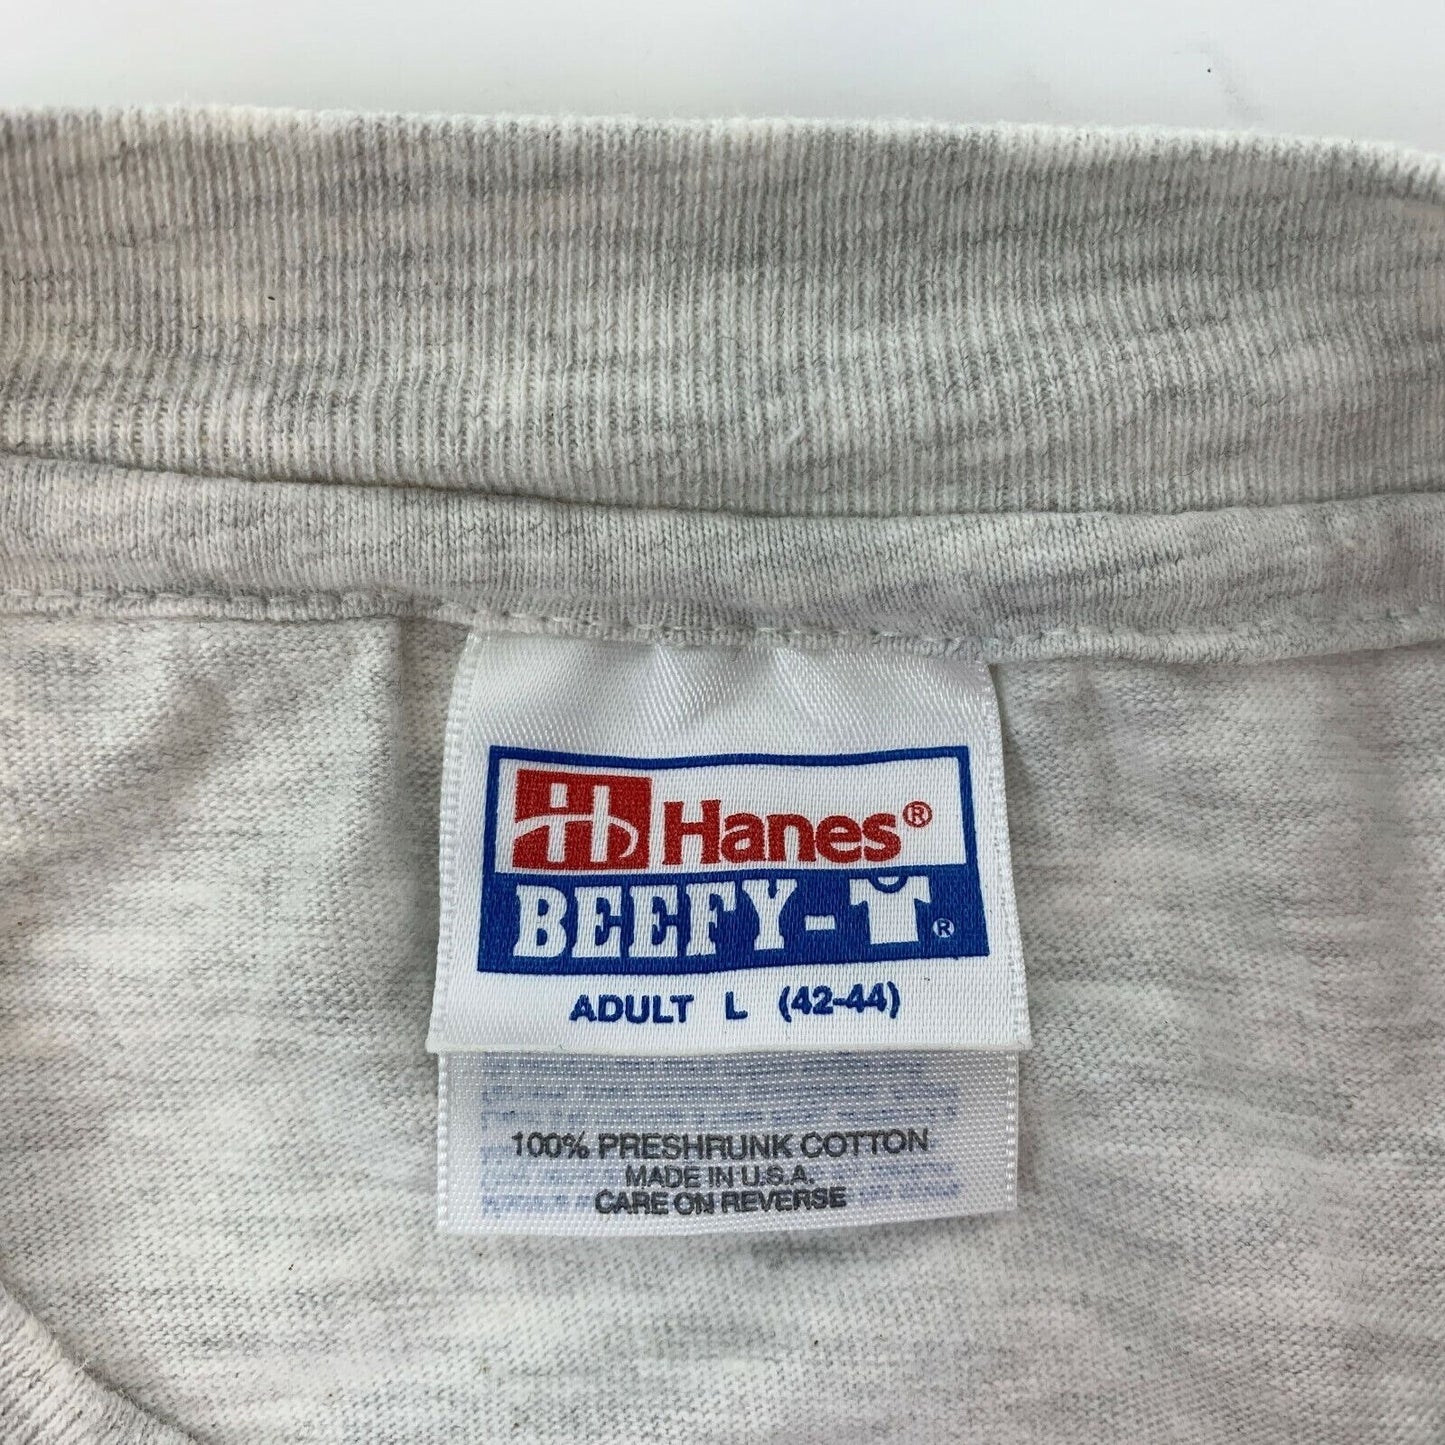 Hanes®
BEEFY-T®
ADULT L (42-44)
100% PRESHRUNK COTTON
MADE IN U.S.A.
CARE ON REVERSE